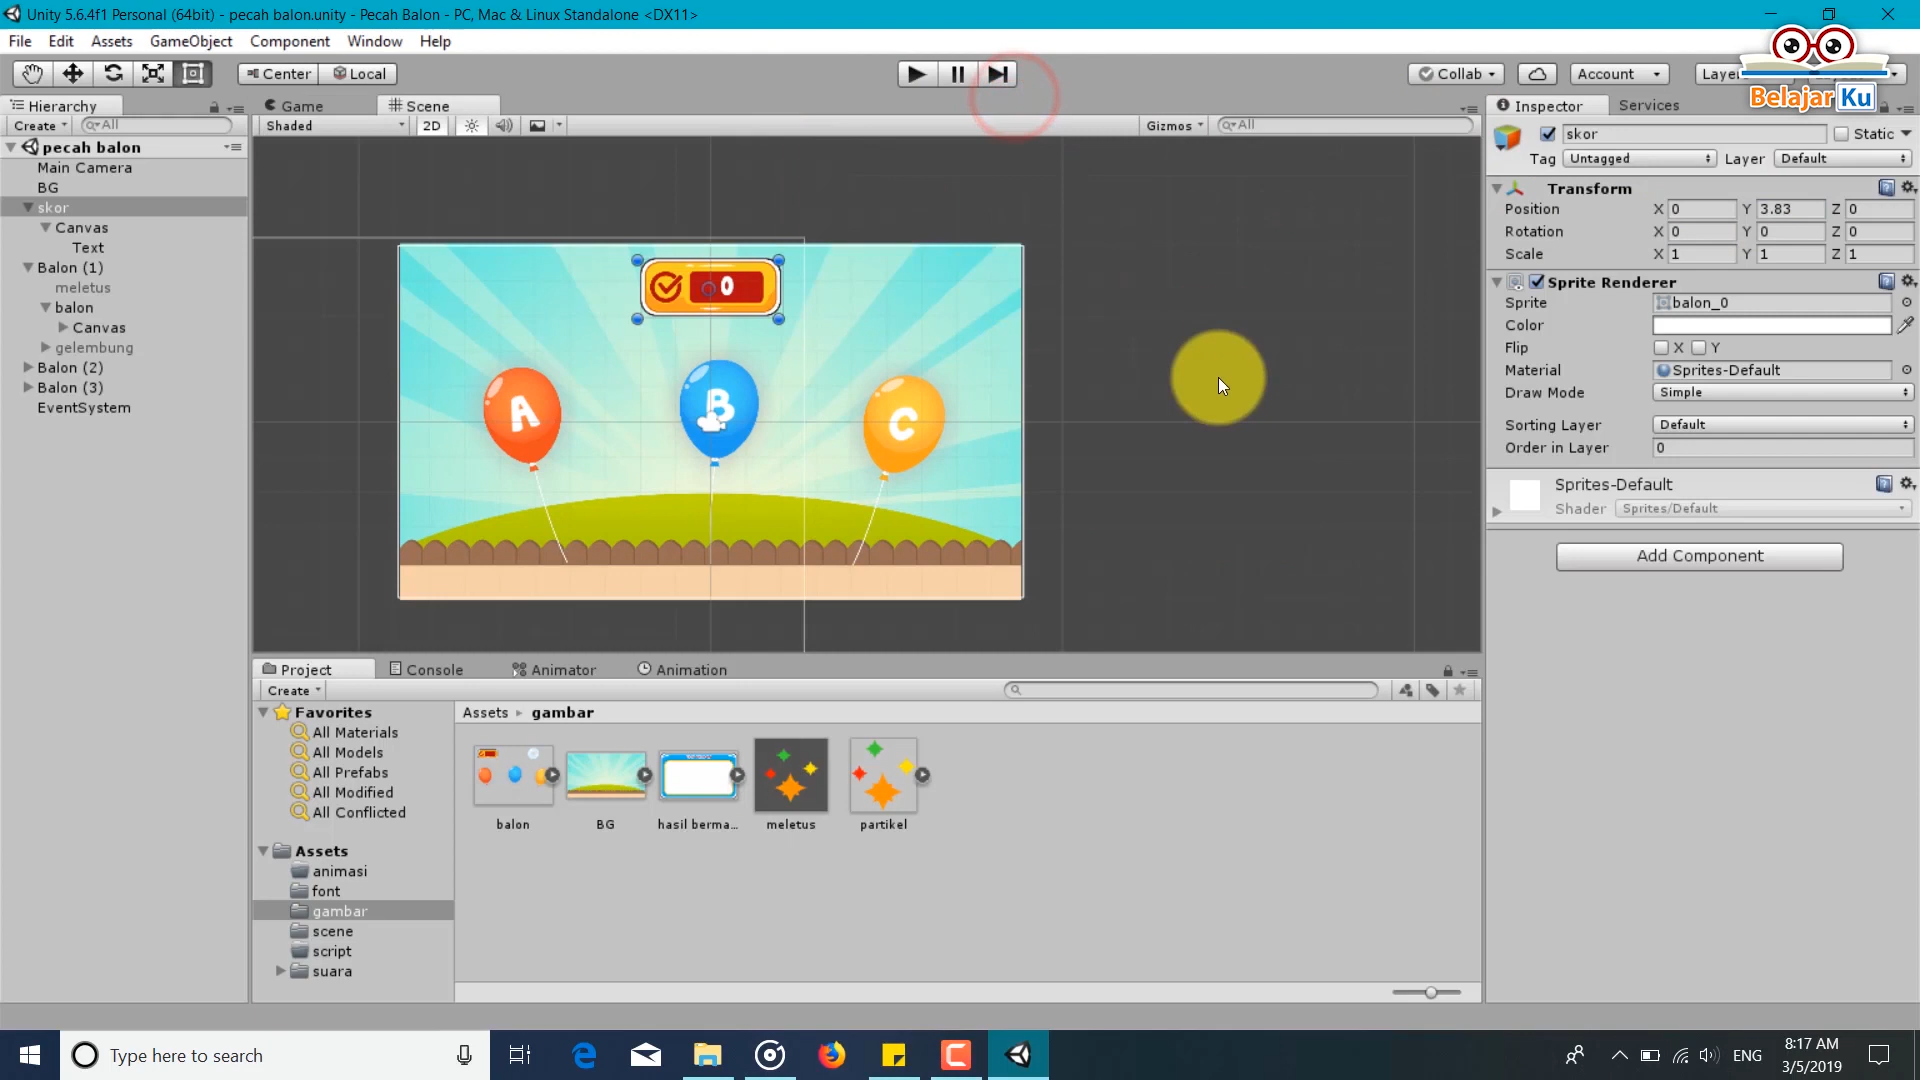 Unity 5.6.4f1 Personal (64bit) - pecah balon.unity - Pecah Balon - PC, Mac & Linux Standalone <DX11>
File Edit Assets GameObject Component Window Help
Center Local Collab Account Layers
Belajar Ku
Hierarchy Game Scene Inspector Services
Create All Shaded 2D Gizmos All
skor Static
Tag Untagged Layer Default
pecah balon
Main Camera
BG
skor
Canvas
Text
Balon (1)
meletus
balon
Canvas
gelembung
Balon (2)
Balon (3)
EventSystem
0
A B C
Transform
Position X 0 Y 3.83 Z 0
Rotation X 0 Y 0 Z 0
Scale X 1 Y 1 Z 1
Sprite Renderer
Sprite balon_0
Color
Flip X Y
Material Sprites-Default
Draw Mode Simple
Sorting Layer Default
Order in Layer 0
Sprites-Default
Shader Sprites/Default
Add Component
Project Console Animator Animation
Create
Favorites
All Materials
All Models
All Prefabs
All Modified
All Conflicted
Assets
animasi
font
gambar
scene
script
suara
Assets gambar
balon BG hasil berma... meletus partikel
Type here to search
ENG
8:17 AM
3/5/2019